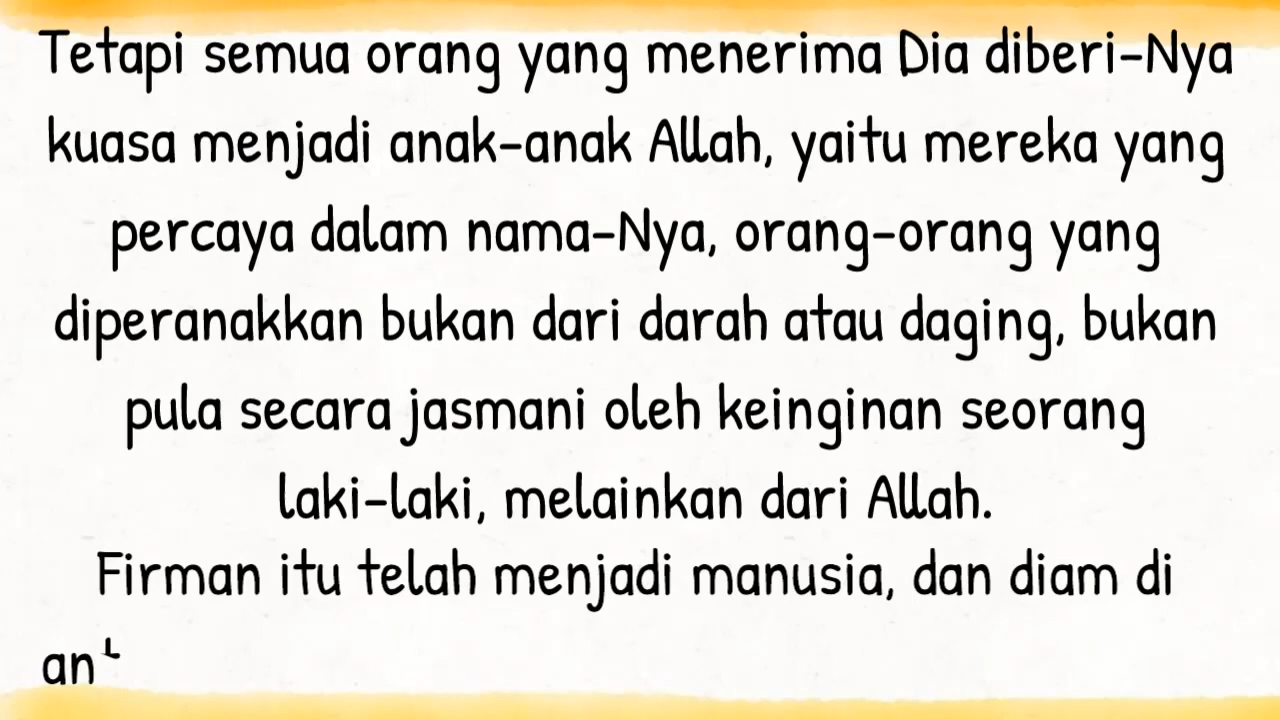 Tetapi semua orang yang menerima Dia diberi-Nya
kuasa menjadi anak-anak Allah, yaitu mereka yang
percaya dalam nama-Nya, orang-orang yang
diperanakkan bukan dari darah atau daging, bukan
pula secara jasmani oleh keinginan seorang
laki-laki, melainkan dari Allah.
Firman itu telah menjadi manusia, dan diam di